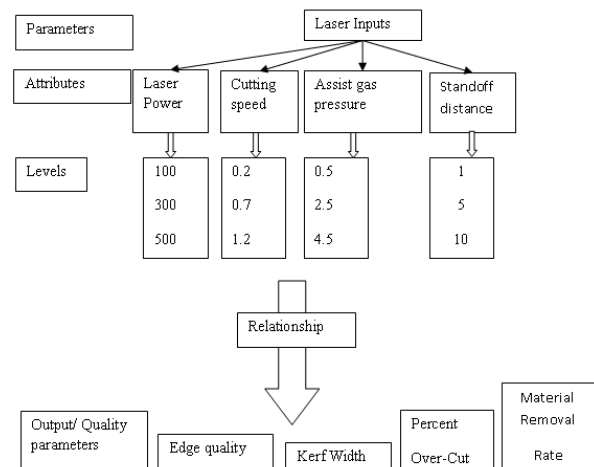 Parameters
Laser Inputs
Attributes
Laser
Power
Cutting
speed
Assist gas
pressure
Standoff
distance
Levels
100
300
500
0.2
0.7
1.2
0.5
2.5
4.5
1
5
10
Relationship
Output/ Quality
parameters
Edge quality
Kerf Width
Percent
Over-Cut
Material
Removal
Rate